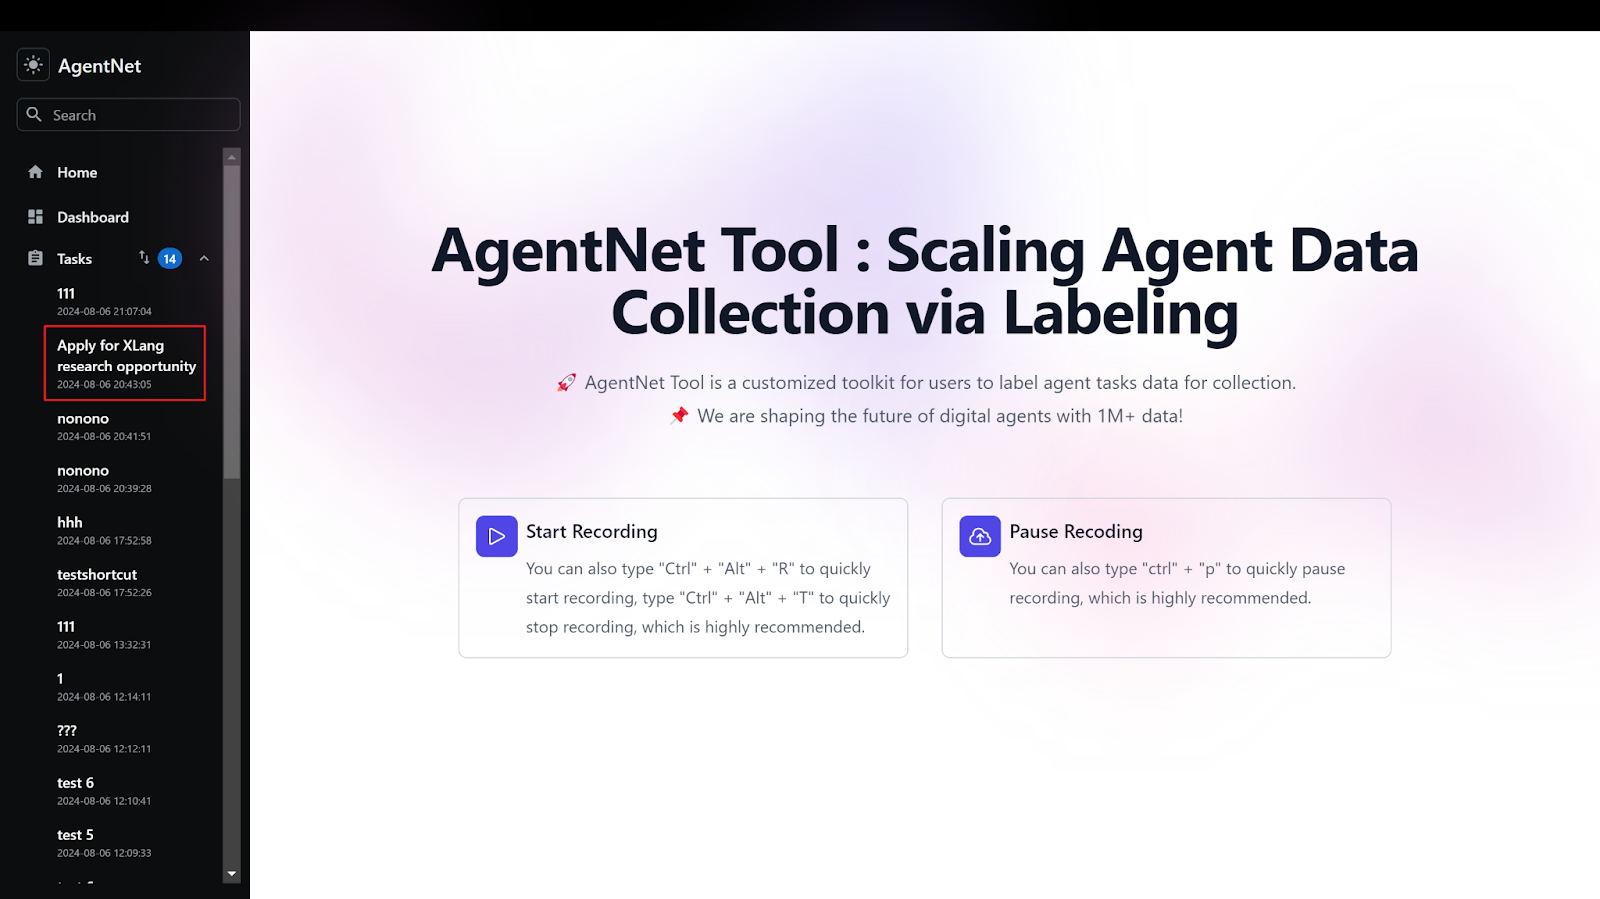 AgentNet
Search
Home
Dashboard
Tasks 14
111
2024-08-06 21:07:04
Apply for XLang
research opportunity
2024-08-06 20:43:05
nonono
2024-08-06 20:41:51
nonono
2024-08-06 20:39:28
hhh
2024-08-06 17:52:58
testshortcut
2024-08-06 17:52:26
111
2024-08-06 13:32:31
1
2024-08-06 12:14:11
???
2024-08-06 12:12:11
test 6
2024-08-06 12:10:41
test 5
2024-08-06 12:09:33
AgentNet Tool : Scaling Agent Data
Collection via Labeling
🚀 AgentNet Tool is a customized toolkit for users to label agent tasks data for collection.
📌 We are shaping the future of digital agents with 1M+ data!
Start Recording
You can also type "Ctrl" + "Alt" + "R" to quickly
start recording, type "Ctrl" + "Alt" + "T" to quickly
stop recording, which is highly recommended.
Pause Recoding
You can also type "ctrl" + "p" to quickly pause
recording, which is highly recommended.